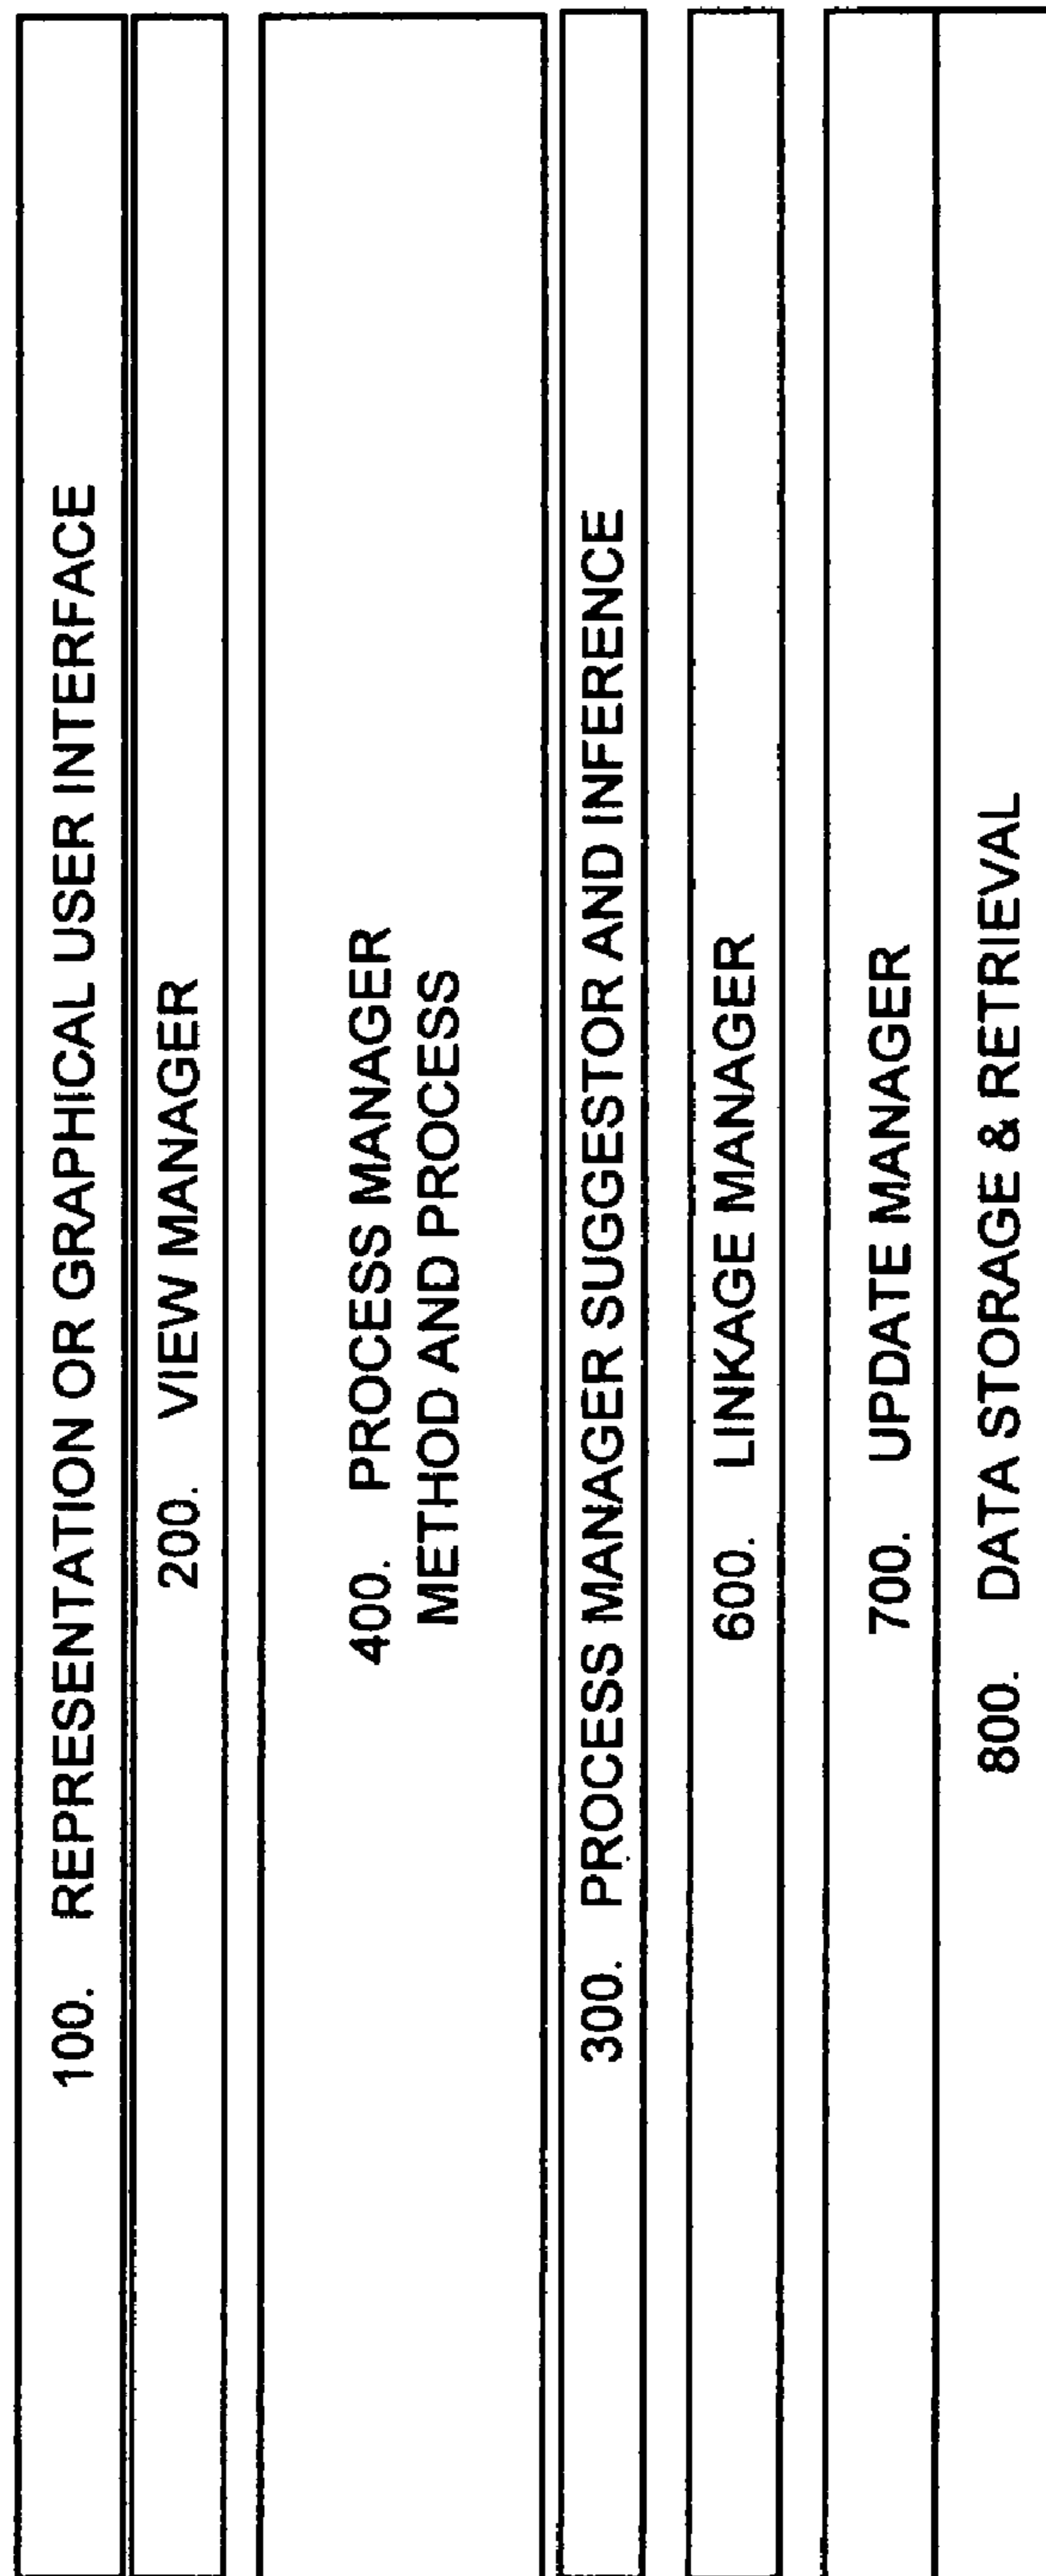 100. REPRESENTATION OR GRAPHICAL USER INTERFACE
200. VIEW MANAGER
400. PROCESS MANAGER
METHOD AND PROCESS
300. PROCESS MANAGER SUGGESTOR AND INFERENCE
600. LINKAGE MANAGER
700. UPDATE MANAGER
800. DATA STORAGE & RETRIEVAL